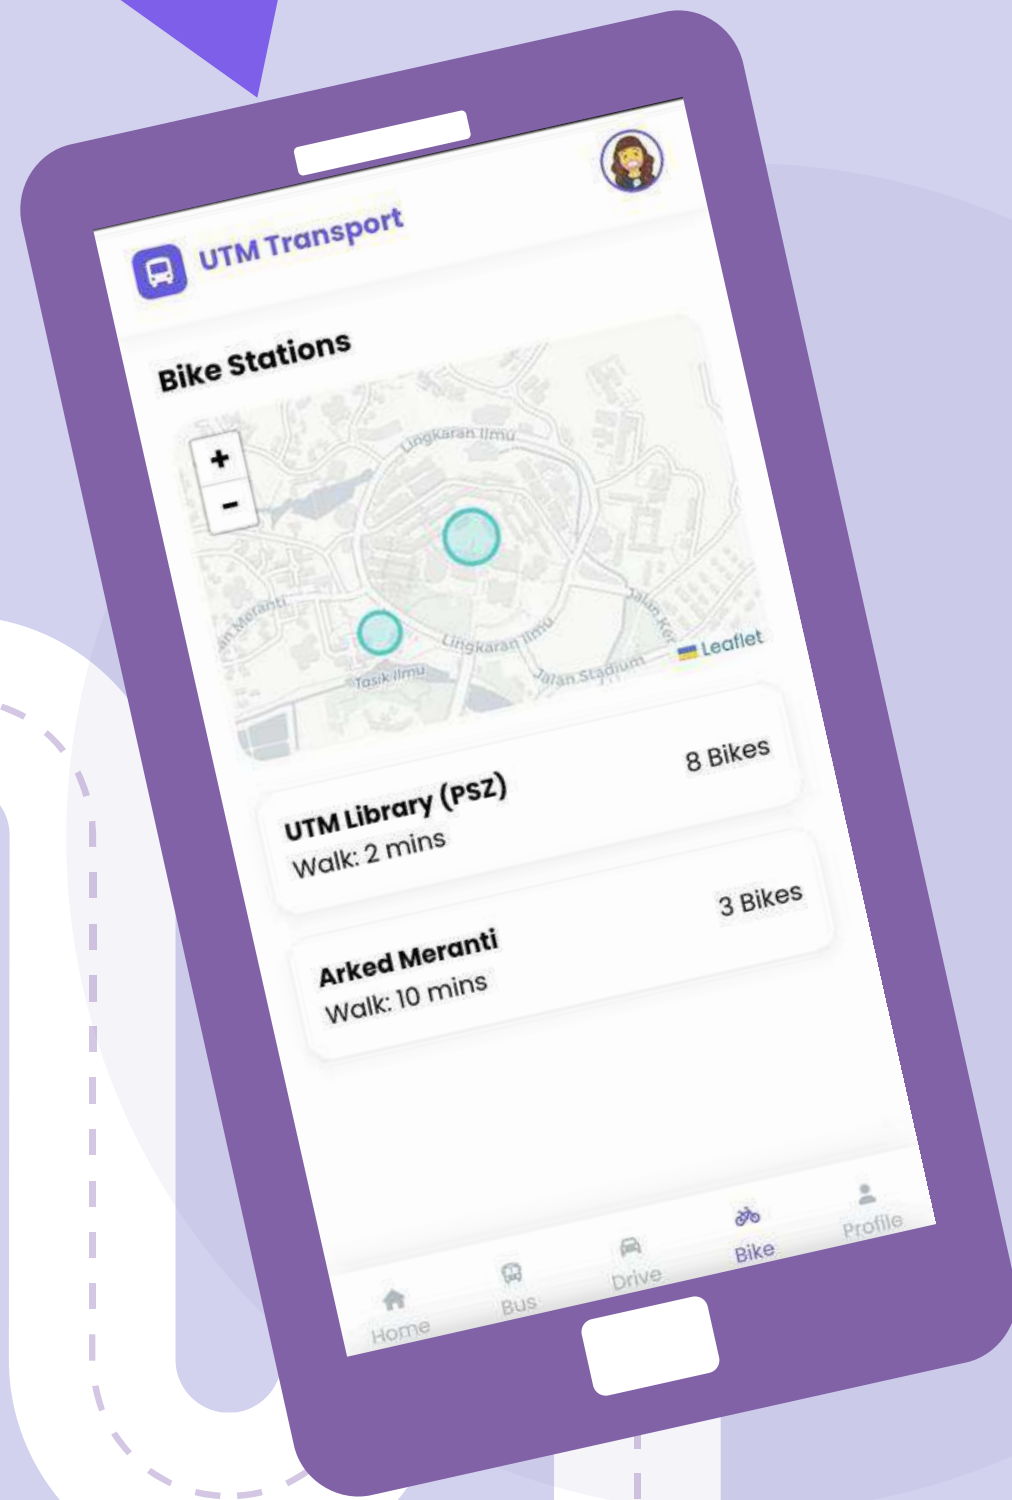 UTM Transport
Bike Stations
+
−
Lingkaran Ilmu
Meranti
Lingkaran Ilmu
Jalan
Tasik Ilmu
Jalan Stadium
Leaflet
UTM Library (PSZ)
8 Bikes
Walk: 2 mins
Arked Meranti
3 Bikes
Walk: 10 mins
Home
Bus
Drive
Bike
Profile